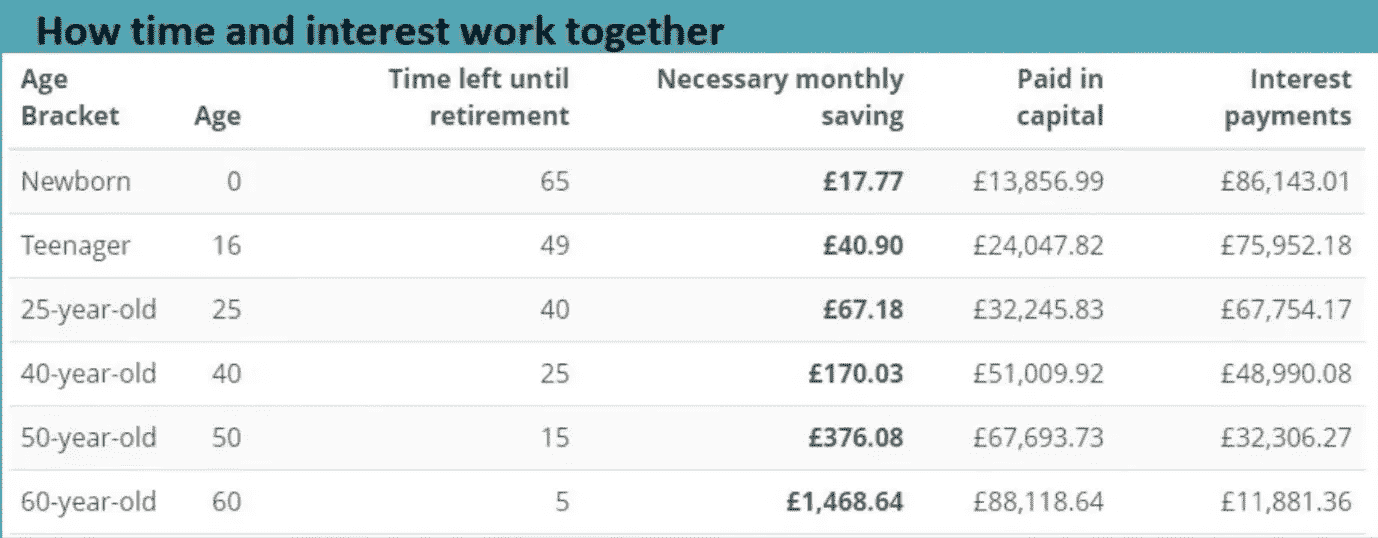 How time and interest work together
Age Bracket Age Time left until retirement Necessary monthly saving Paid in capital Interest payments
Newborn 0 65 £17.77 £13,856.99 £86,143.01
Teenager 16 49 £40.90 £24,047.82 £75,952.18
25-year-old 25 40 £67.18 £32,245.83 £67,754.17
40-year-old 40 25 £170.03 £51,009.92 £48,990.08
50-year-old 50 15 £376.08 £67,693.73 £32,306.27
60-year-old 60 5 £1,468.64 £88,118.64 £11,881.36